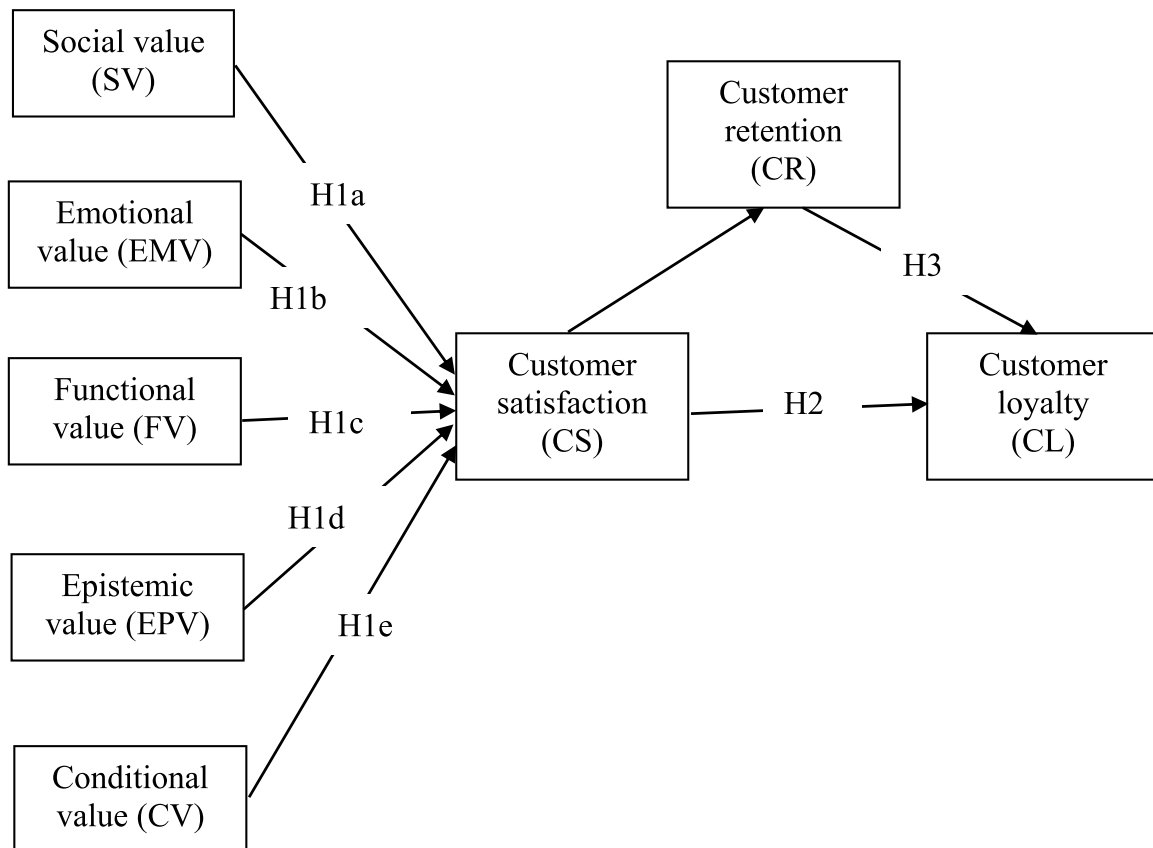 Social value
(SV)
Customer
retention
(CR)
H1a
Emotional
value (EMV)
H3
H1b
Functional
value (FV)
H1c
Customer
satisfaction
(CS)
H2
Customer
loyalty
(CL)
H1d
Epistemic
value (EPV)
H1e
Conditional
value (CV)